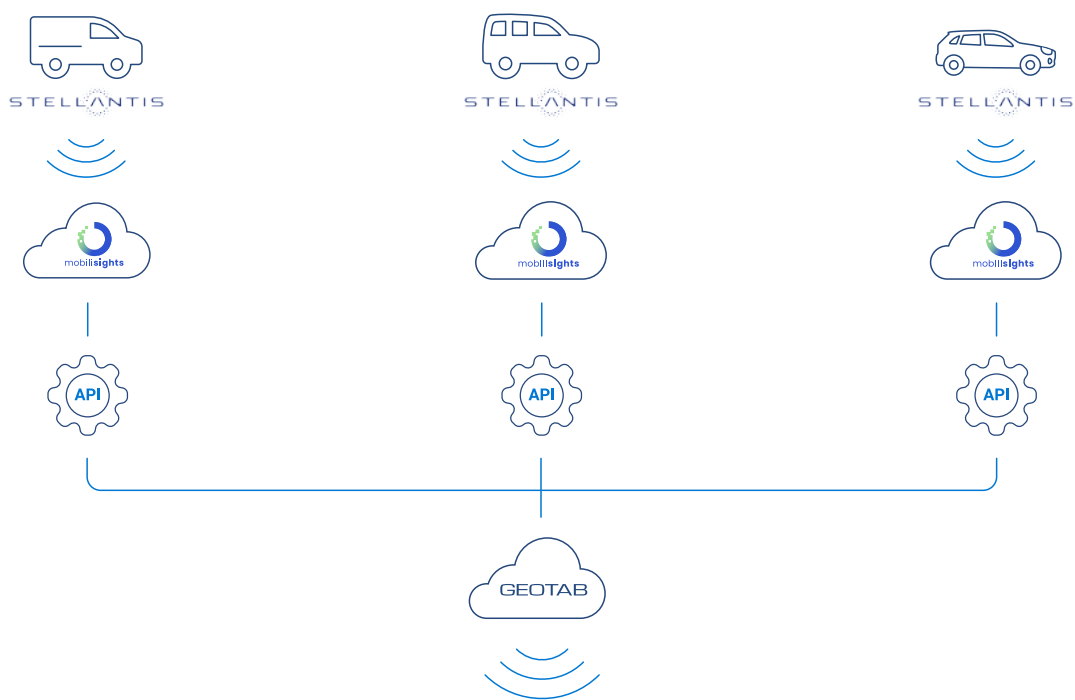 STELLANTIS
STELLANTIS
STELLANTIS
mobilisights
mobilisights
mobilisights
API
API
API
GEOTAB